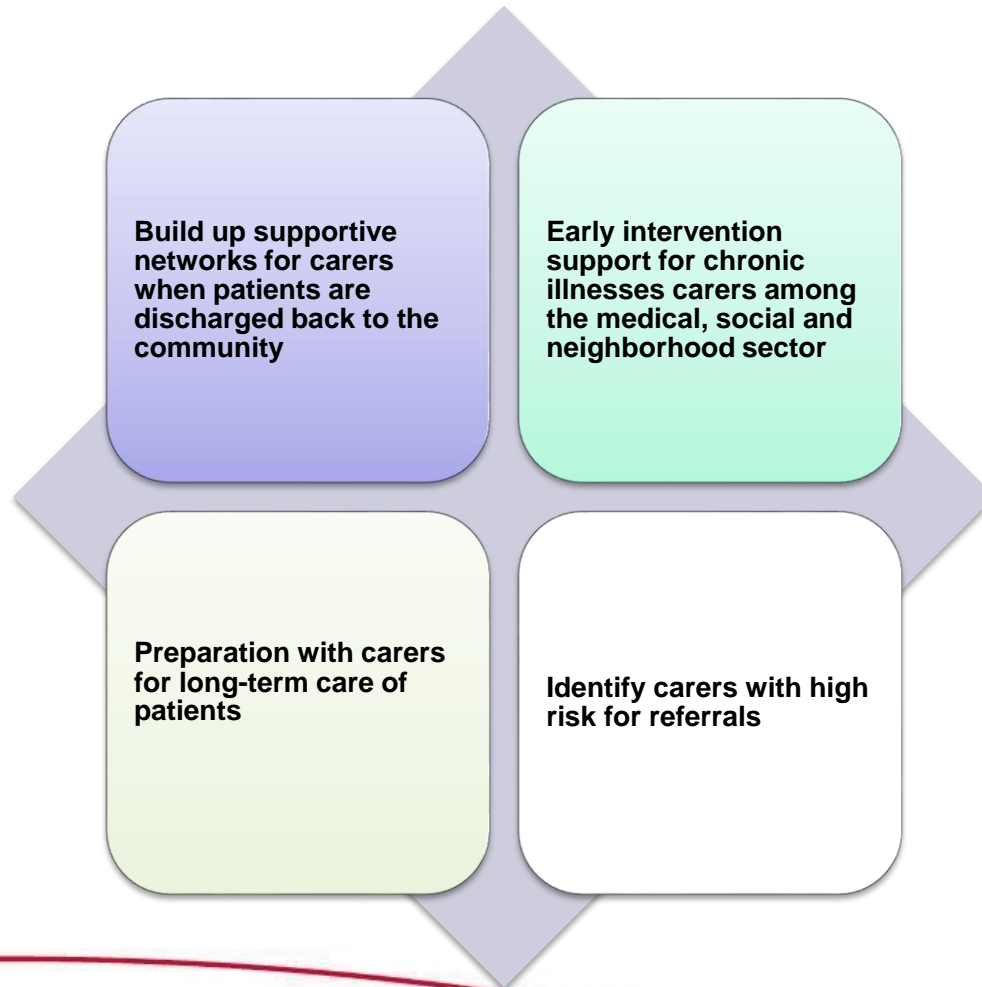 Build up supportive
networks for carers
when patients are
discharged back to the
community
Early intervention
support for chronic
illnesses carers among
the medical, social and
neighborhood sector
Preparation with carers
for long-term care of
patients
Identify carers with high
risk for referrals